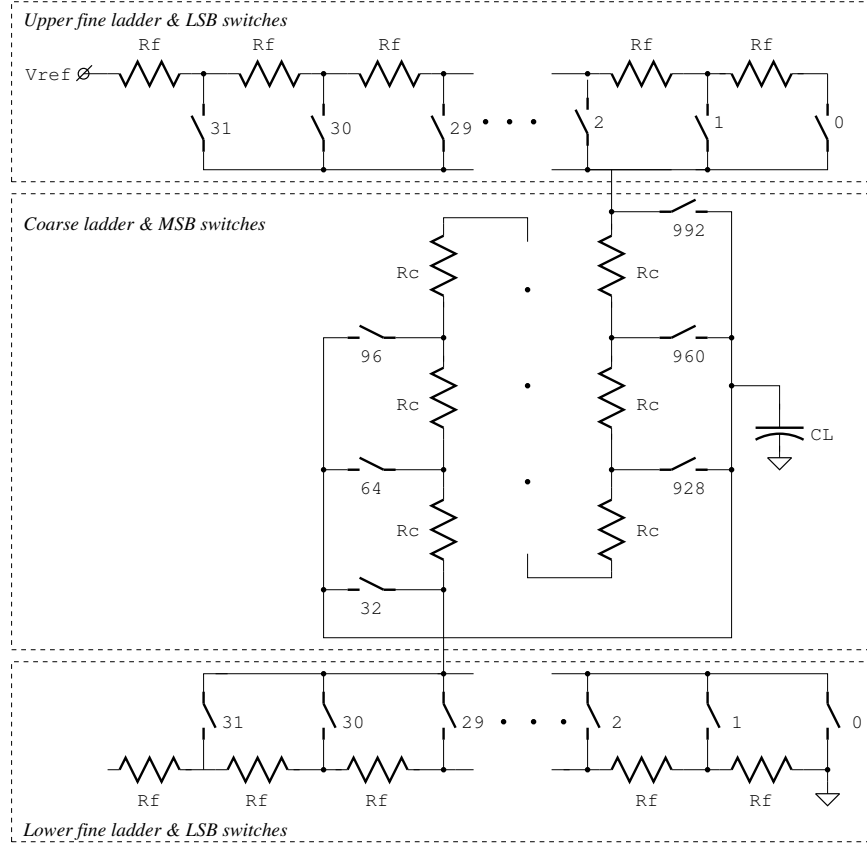 Upper fine ladder & LSB switches
Rf Rf Rf Rf Rf
Vref
31 30 29 2 1 0
Coarse ladder & MSB switches
992
Rc Rc
96 960
Rc Rc
CL
64 928
Rc Rc
32
31 30 29 2 1 0
Rf Rf Rf Rf Rf
Lower fine ladder & LSB switches